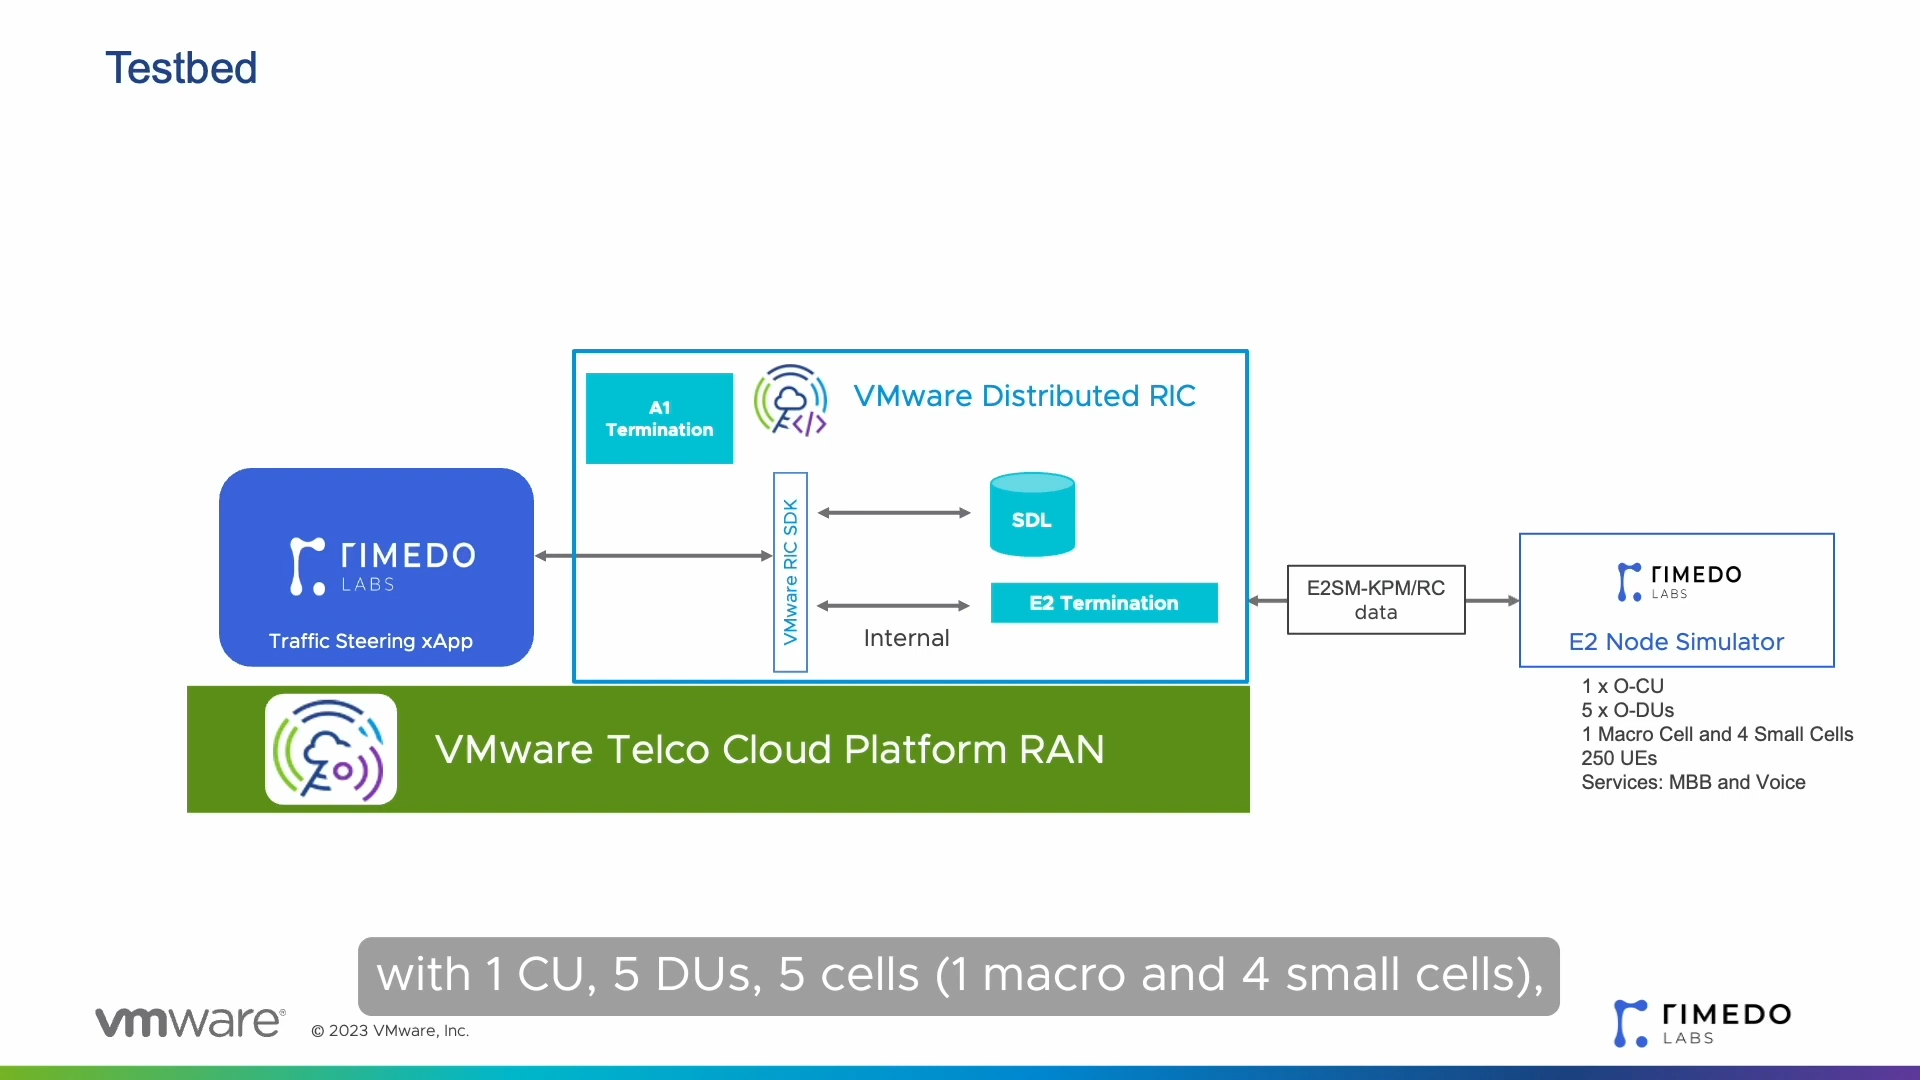 Testbed
A1
Termination
VMware Distributed RIC
SDL
VMware RIC SDK
E2 Termination
Internal
RIMEDO
LABS
Traffic Steering xApp
E2SM-KPM/RC
data
RIMEDO
LABS
E2 Node Simulator
1 x O-CU
5 x O-DUs
1 Macro Cell and 4 Small Cells
250 UEs
Services: MBB and Voice
VMware Telco Cloud Platform RAN
with 1 CU, 5 DUs, 5 cells (1 macro and 4 small cells),
vmware®
© 2023 VMware, Inc.
RIMEDO
LABS